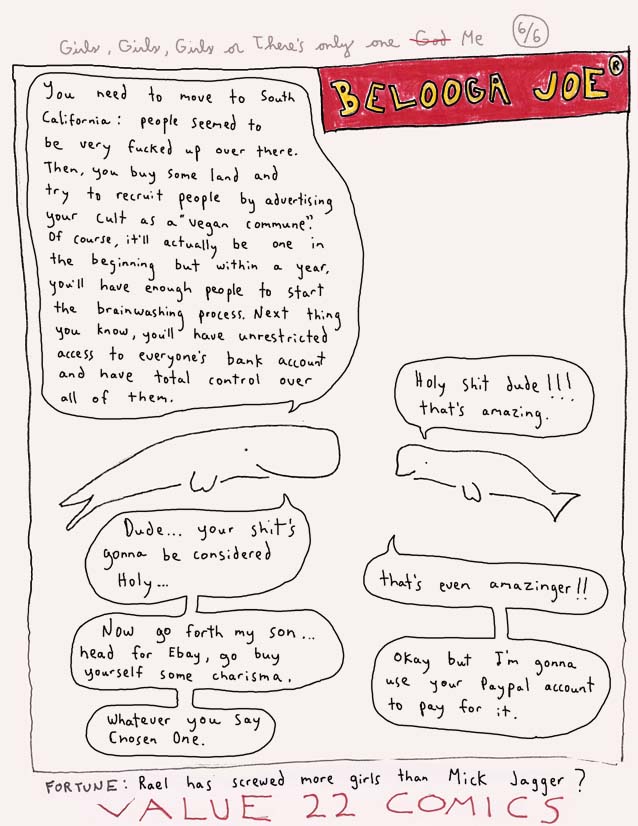 Girls, Girls, Girls or There's only one God Me
6/6
BELOOGA JOE®
You need to move to South
California: people seemed to
be very fucked up over there.
Then, you buy some land and
try to recruit people by advertising
your cult as a "vegan commune".
Of course, it'll actually be one in
the beginning but within a year,
you'll have enough people to start
the brainwashing process. Next thing
you know, you'll have unrestricted
access to everyone's bank account
and have total control over
all of them.
Holy shit dude!!!
that's amazing.
Dude... your shit's
gonna be considered
Holy...
that's even amazinger!!
Now go forth my son...
head for Ebay, go buy
yourself some charisma.
Okay but I'm gonna
use your Paypal account
to pay for it.
Whatever you say
Chosen One.
FORTUNE: Rael has screwed more girls than Mick Jagger?
VALUE 22 COMICS